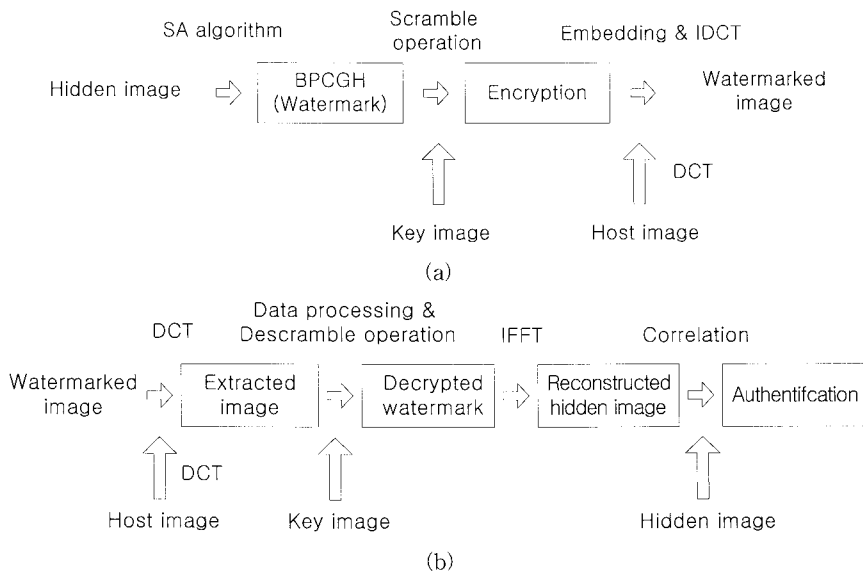 SA algorithm
Scramble
operation
Embedding & IDCT
Hidden image
BPCGH
(Watermark)
Encryption
Watermarked
image
DCT
Key image
Host image
(a)
DCT
Data processing &
Descramble operation
IFFT
Correlation
Watermarked
image
Extracted
image
Decrypted
watermark
Reconstructed
hidden image
Authentifcation
DCT
Host image
Key image
Hidden image
(b)